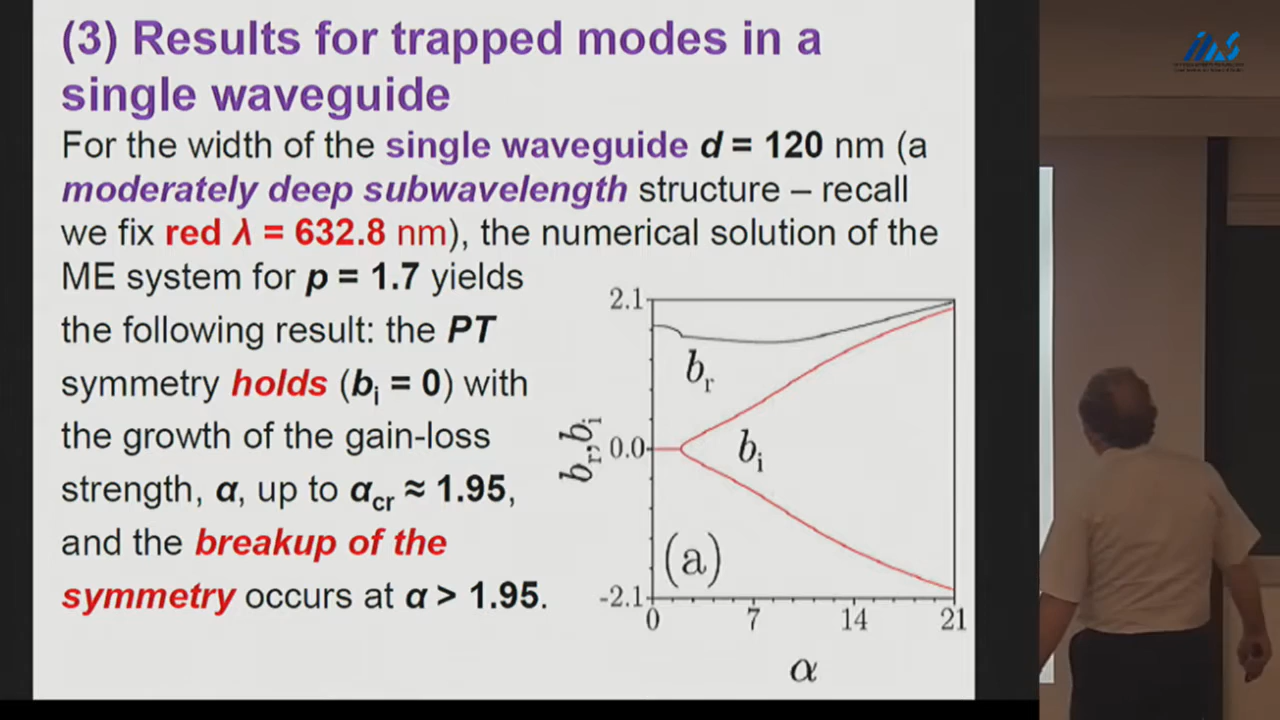 (3) Results for trapped modes in a
single waveguide
For the width of the single waveguide d = 120 nm (a
moderately deep subwavelength structure – recall
we fix red λ = 632.8 nm), the numerical solution of the
ME system for p = 1.7 yields
the following result: the PT
symmetry holds (bᵢ = 0) with
the growth of the gain-loss
strength, α, up to α_cr ≈ 1.95,
and the breakup of the
symmetry occurs at α > 1.95.
2.1
0.0
-2.1
bᵣ,bᵢ
bᵣ
bᵢ
(a)
0 7 14 21
α